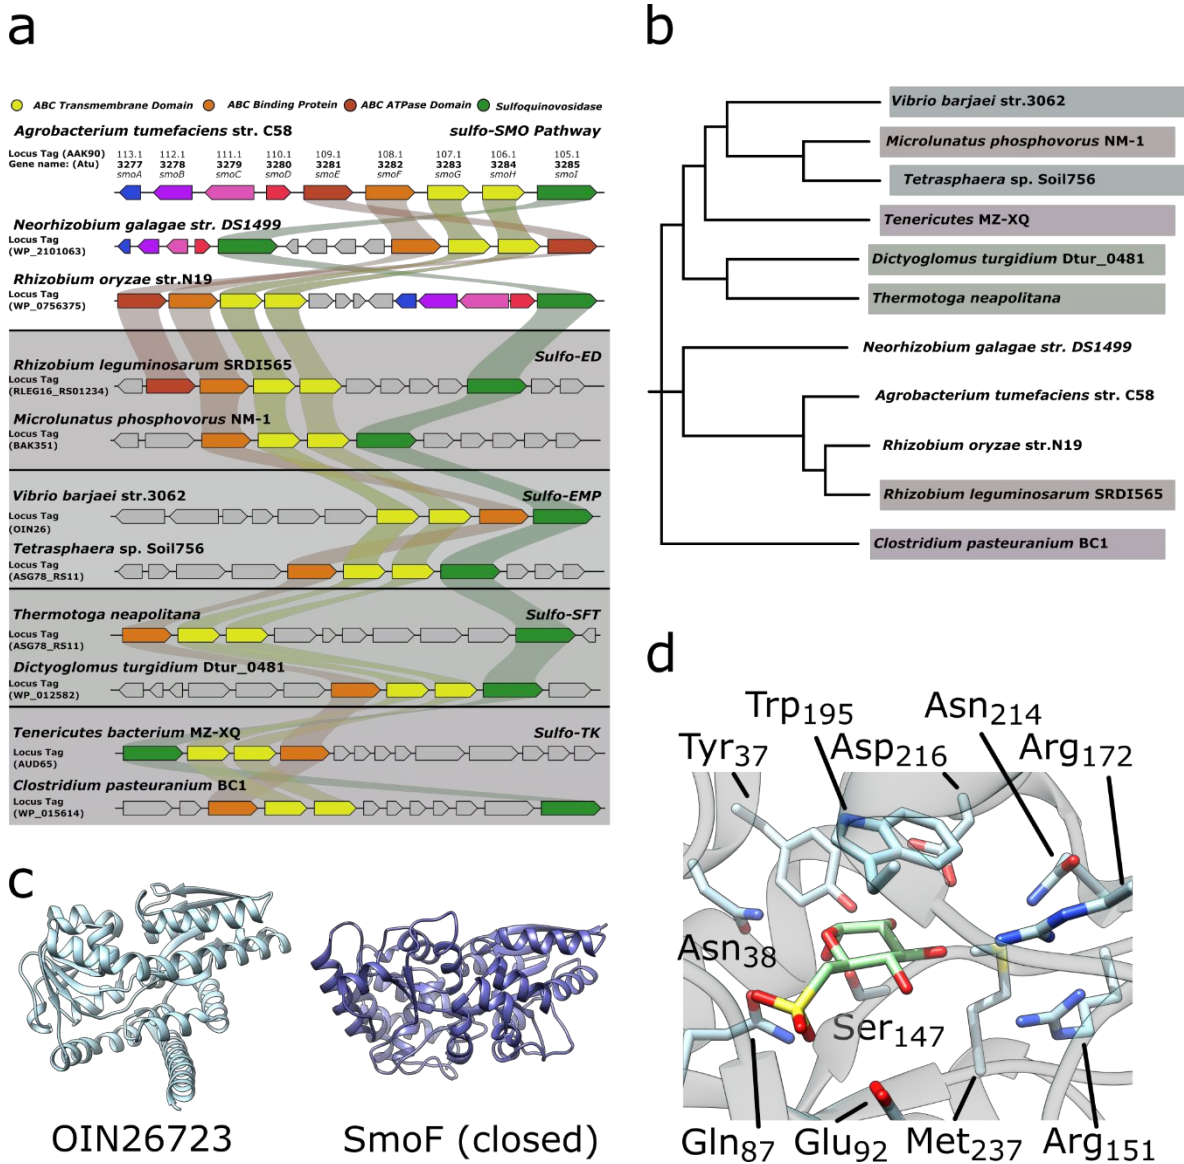 a
ABC Transmembrane Domain ABC Binding Protein ABC ATPase Domain Sulfoquinovosidase
Agrobacterium tumefaciens str. C58 sulfo-SMO Pathway
Locus Tag (AAK90) 113.1 112.1 111.1 110.1 109.1 108.1 107.1 106.1 105.1
Gene name: (Atu) 3277 3278 3279 3280 3281 3282 3283 3284 3285
smoA smoB smoC smoD smoE smoF smoG smoH smoI
Neorhizobium galagae str. DS1499
Locus Tag
(WP_2101063)
Rhizobium oryzae str.N19
Locus Tag
(WP_0756375)
Rhizobium leguminosarum SRDI565 Sulfo-ED
Locus Tag
(RLEG16_RS01234)
Microlunatus phosphovorus NM-1
Locus Tag
(BAK351)
Vibrio barjaei str.3062 Sulfo-EMP
Locus Tag
(OIN26)
Tetrasphaera sp. Soil756
Locus Tag
(ASG78_RS11)
Thermotoga neapolitana Sulfo-SFT
Locus Tag
(ASG78_RS11)
Dictyoglomus turgidium Dtur_0481
Locus Tag
(WP_012582)
Tenericutes bacterium MZ-XQ Sulfo-TK
Locus Tag
(AUD65)
Clostridium pasteuranium BC1
Locus Tag
(WP_015614)
b
Vibrio barjaei str.3062
Microlunatus phosphovorus NM-1
Tetrasphaera sp. Soil756
Tenericutes MZ-XQ
Dictyoglomus turgidium Dtur_0481
Thermotoga neapolitana
Neorhizobium galagae str. DS1499
Agrobacterium tumefaciens str. C58
Rhizobium oryzae str.N19
Rhizobium leguminosarum SRDI565
Clostridium pasteuranium BC1
c
OIN26723 SmoF (closed)
d
Trp195 Asn214
Tyr37 Asp216 Arg172
Asn38
Ser147
Gln87 Glu92 Met237 Arg151